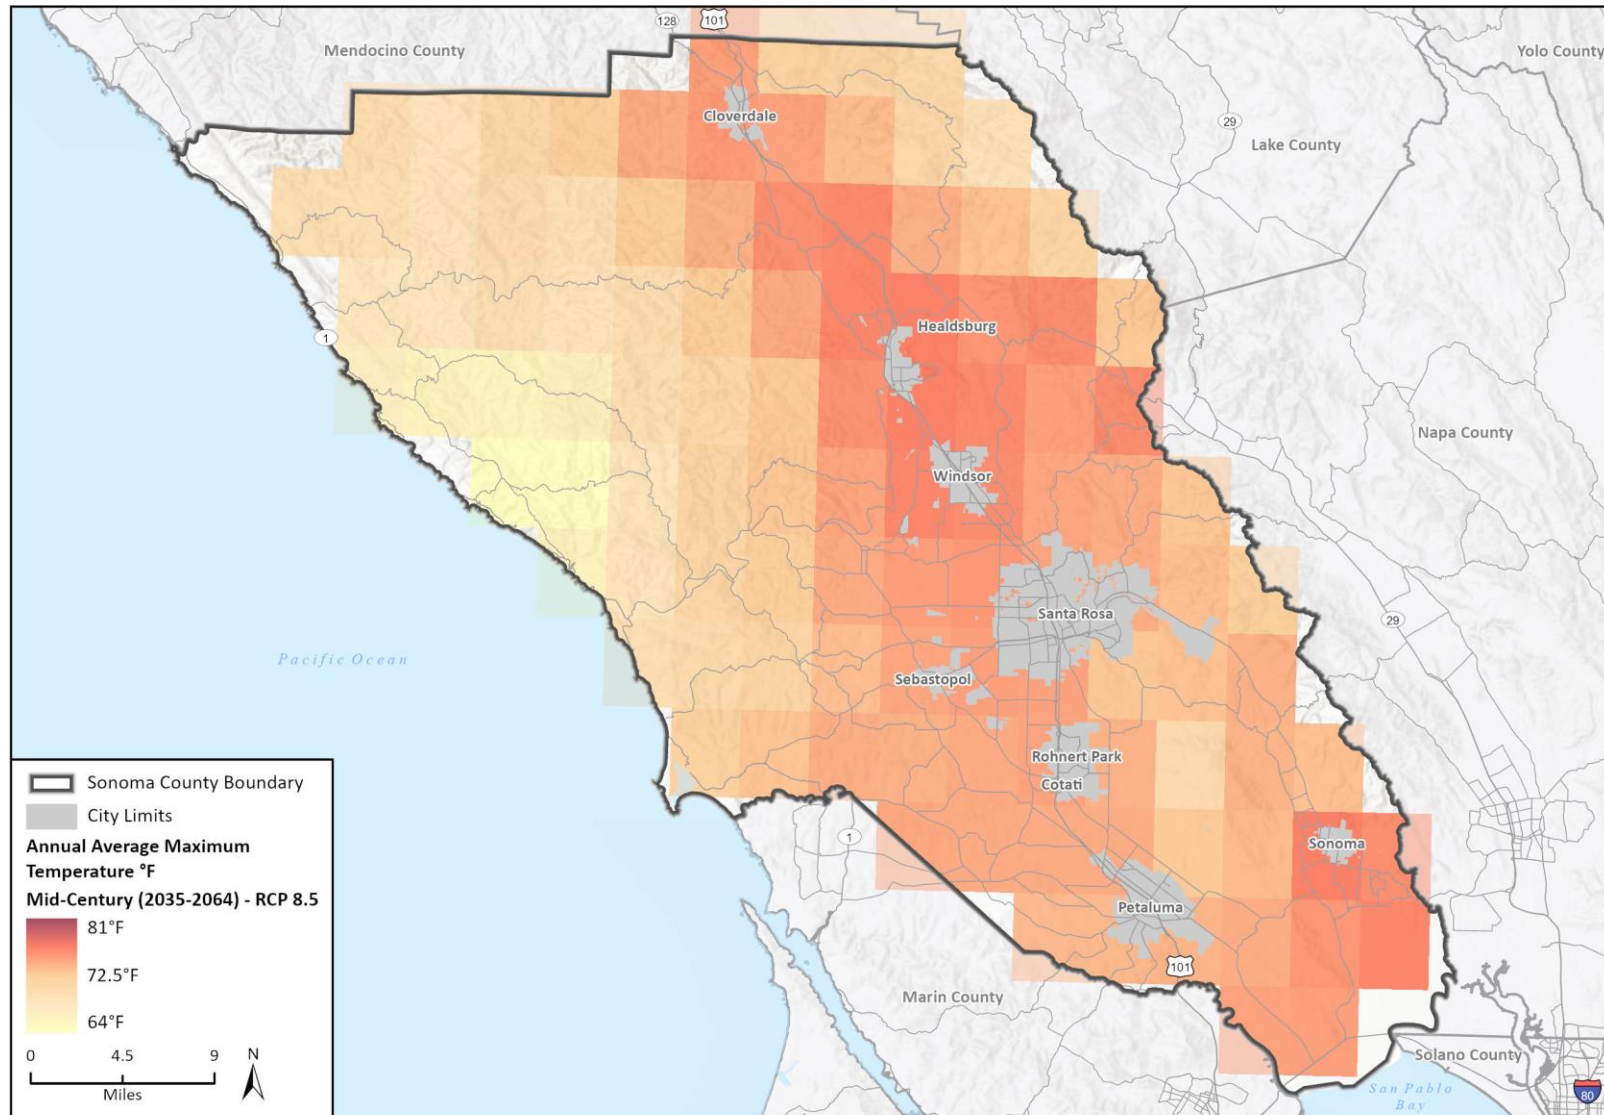 128
101
Mendocino County
Yolo County
Cloverdale
29
Lake County
1
Healdsburg
Napa County
Windsor
Santa Rosa
29
Pacific Ocean
Sebastopol
Rohnert Park
Cotati
1
Sonoma
Petaluma
101
Marin County
Solano County
San Pablo
Bay
80
Sonoma County Boundary
City Limits
Annual Average Maximum
Temperature °F
Mid-Century (2035-2064) - RCP 8.5
81°F
72.5°F
64°F
0 4.5 9
Miles
N